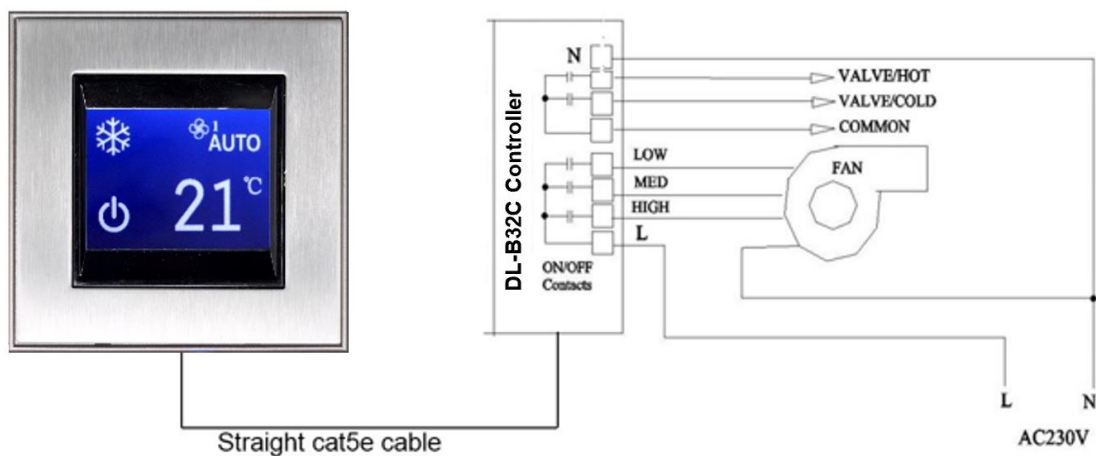 1
AUTO
21℃
Straight cat5e cable
DL-B32C Controller
N
VALVE/HOT
VALVE/COLD
COMMON
LOW
MED
HIGH
L
ON/OFF
Contacts
FAN
L
N
AC230V